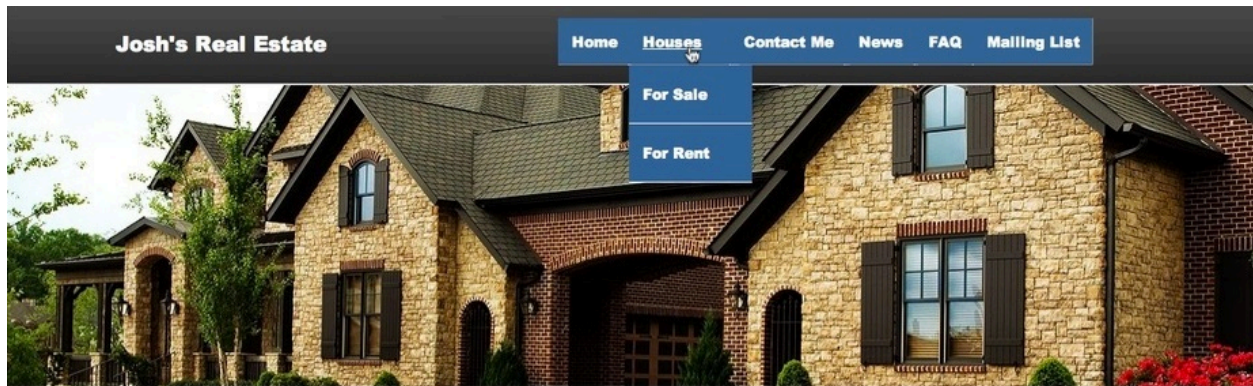 Josh's Real Estate
Home Houses Contact Me News FAQ Mailing List
For Sale
For Rent